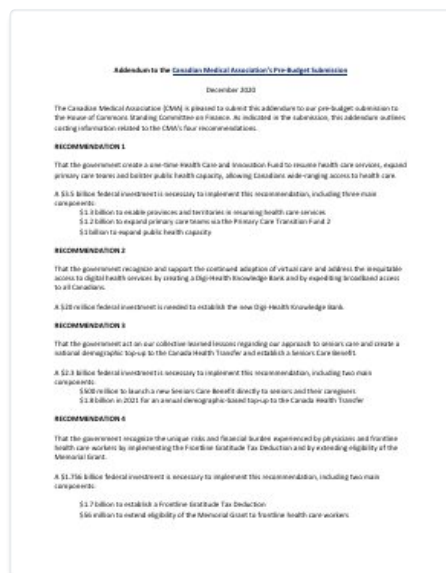 Addendum to the Canadian Medical Association's Pre-Budget Submission
December 2020
The Canadian Medical Association (CMA) is pleased to submit this addendum to our pre-budget submission to
the House of Commons Standing Committee on Finance. As indicated in the submission, this addendum outlines
costing information related to the CMA's four recommendations.
RECOMMENDATION 1
That the government create a one-time Health Care and Innovation Fund to resume health care services, expand
primary care teams and bolster public health capacity, allowing Canadians wide-ranging access to health care.
A $3.5 billion federal investment is necessary to implement this recommendation, including three main
components:
$1.3 billion to enable provinces and territories in resuming health care services
$1.2 billion to expand primary care teams via the Primary Care Transition Fund 2
$1 billion to expand public health capacity
RECOMMENDATION 2
That the government recognize and support the continued adoption of virtual care and address the inequitable
access to digital health services by creating a Digi-Health Knowledge Bank and by expediting broadband access
to all Canadians.
A $20 million federal investment is needed to establish the new Digi-Health Knowledge Bank.
RECOMMENDATION 3
That the government act on our collective learned lessons regarding our approach to seniors care and create a
national demographic top-up to the Canada Health Transfer and establish a Seniors Care Benefit.
A $2.3 billion federal investment is necessary to implement this recommendation, including two main
components:
$500 million to launch a new Seniors Care Benefit directly to seniors and their caregivers
$1.8 billion in 2021 for an annual demographic-based top-up to the Canada Health Transfer
RECOMMENDATION 4
That the government recognize the unique risks and financial burden experienced by physicians and frontline
health care workers by implementing the Frontline Gratitude Tax Deduction and by extending eligibility of the
Memorial Grant.
A $1.756 billion federal investment is necessary to implement this recommendation, including two main
components:
$1.7 billion to establish a Frontline Gratitude Tax Deduction
$56 million to extend eligibility of the Memorial Grant to frontline health care workers